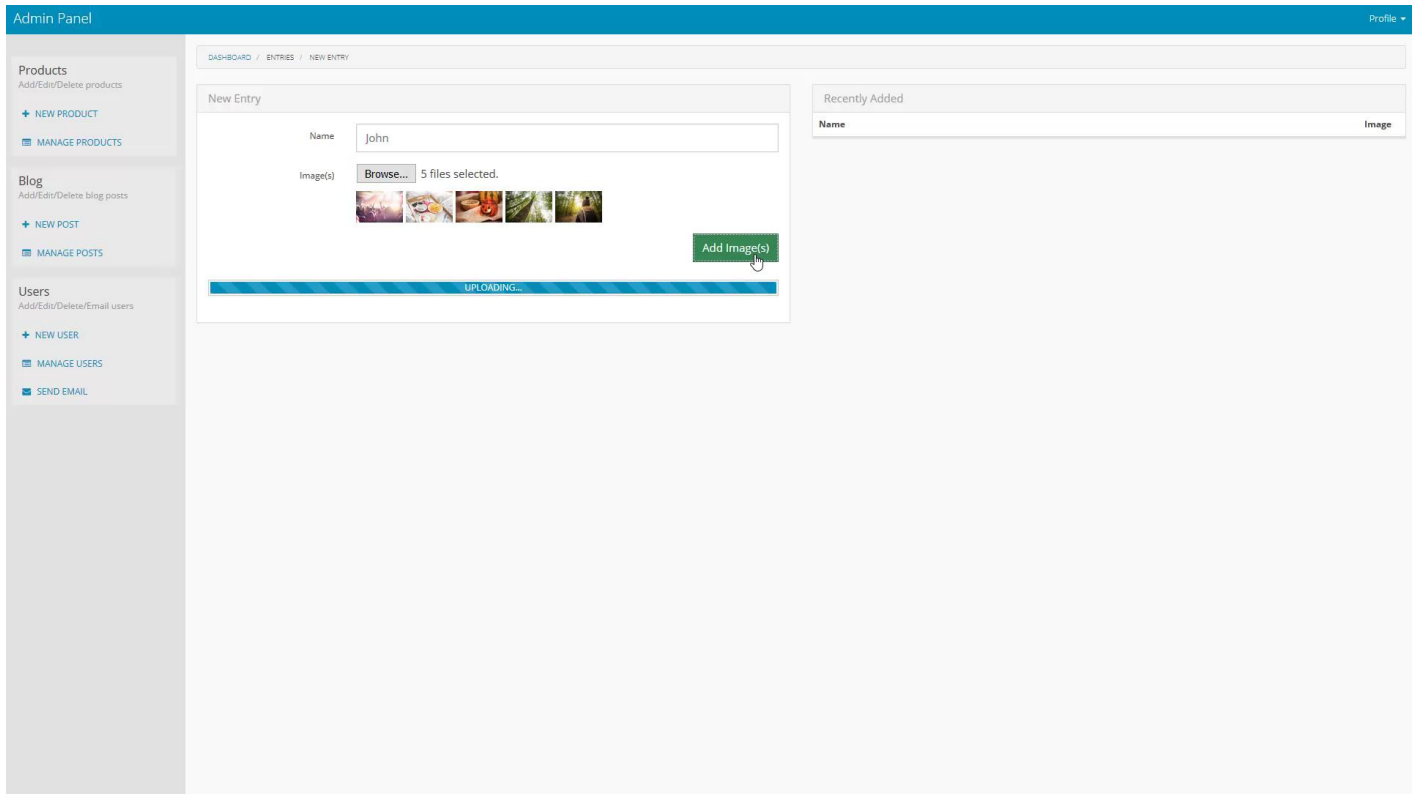 Admin Panel
Profile
Products
Add/Edit/Delete products
NEW PRODUCT
MANAGE PRODUCTS
Blog
Add/Edit/Delete blog posts
NEW POST
MANAGE POSTS
Users
Add/Edit/Delete/Email users
NEW USER
MANAGE USERS
SEND EMAIL
DASHBOARD / ENTRIES / NEW ENTRY
New Entry
Name John
Image(s) Browse... 5 files selected.
Add Image(s)
UPLOADING...
Recently Added
Name Image